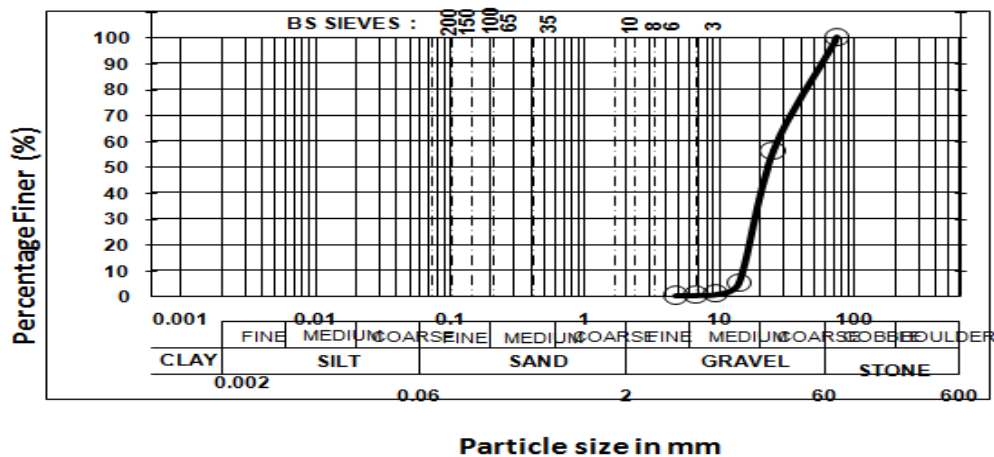 BS SIEVES :
200 150 100 65 35 10 8 6 3
Percentage Finer (%)
100
90
80
70
60
50
40
30
20
10
0
0.001 0.01 0.1 1 10 100
FINE MEDIUM COARSE FINE MEDIUM COARSE FINE MEDIUM COARSE
CLAY SILT SAND GRAVEL STONE
0.002 0.06 2 60 600
Particle size in mm